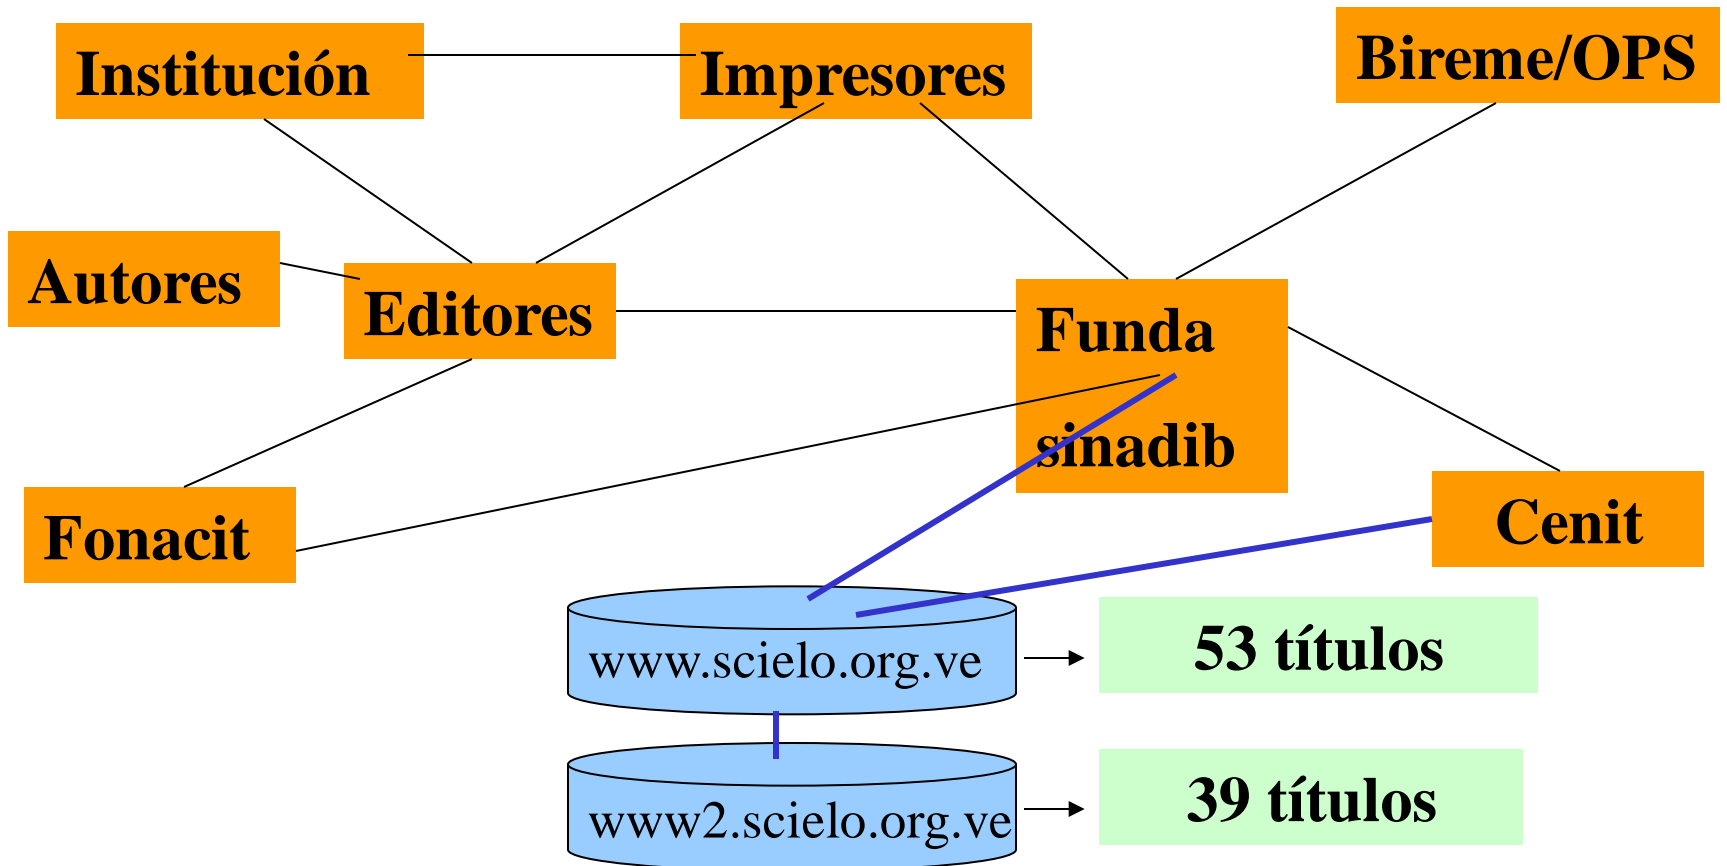 Institución
Impresores
Bireme/OPS
Autores
Editores
Funda
sinadib
Fonacit
Cenit
www.scielo.org.ve
53 títulos
www2.scielo.org.ve
39 títulos